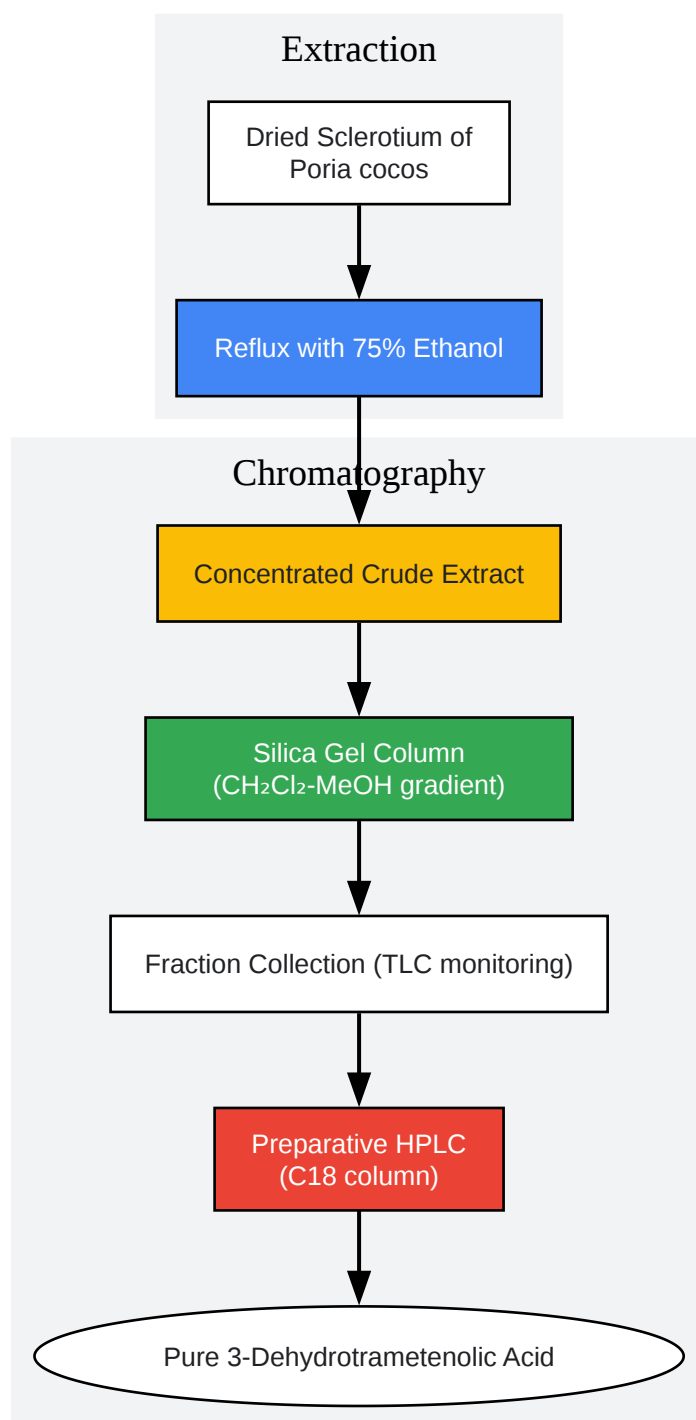 Extraction
Dried Sclerotium of
Poria cocos
Reflux with 75% Ethanol
Chromatography
Concentrated Crude Extract
Silica Gel Column
(CH₂Cl₂-MeOH gradient)
Fraction Collection (TLC monitoring)
Preparative HPLC
(C18 column)
Pure 3-Dehydrotrametenolic Acid